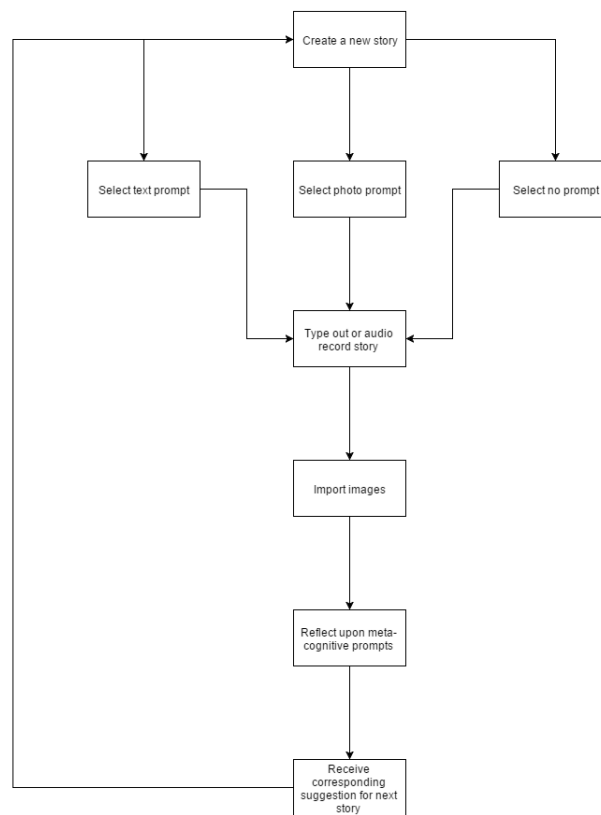 Create a new story
Select text prompt
Select photo prompt
Select no prompt
Type out or audio
record story
Import images
Reflect upon meta-
cognitive prompts
Receive
corresponding
suggestion for next
story